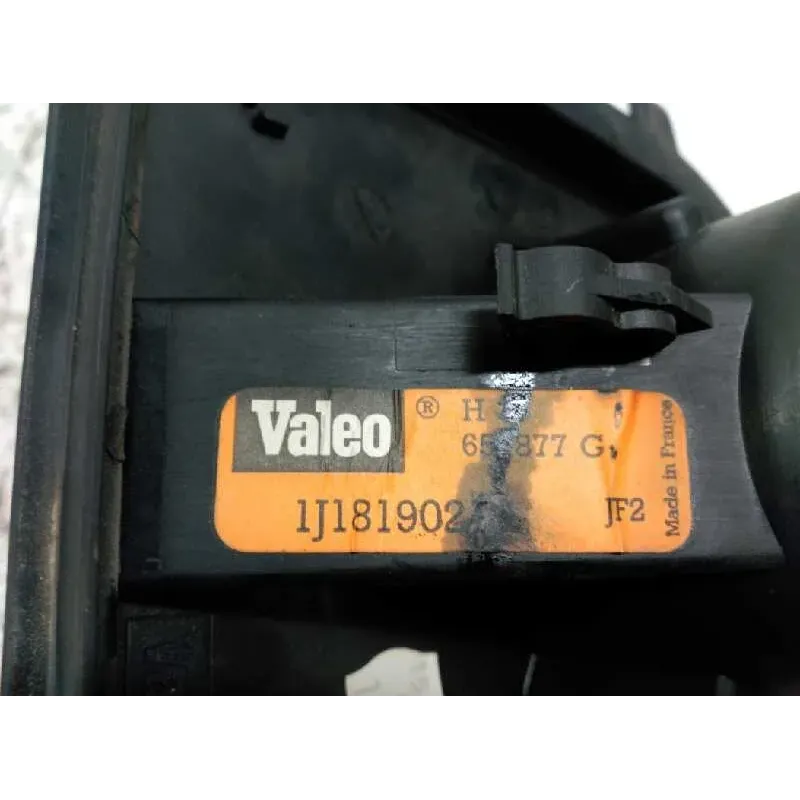 Valeo ® H
877 G
1J181902
JF2
Made in France